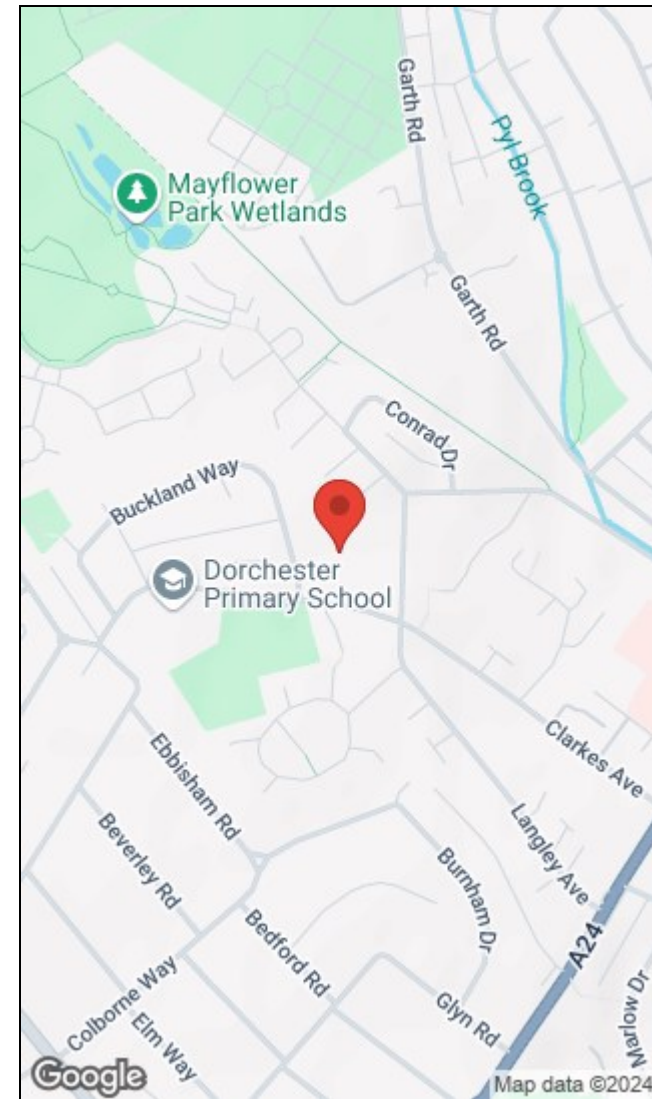 Garth Rd
Pyl Brook
Mayflower
Park Wetlands
Garth Rd
Conrad Dr
Buckland Way
Dorchester
Primary School
Clarkes Ave
Ebbisham Rd
Langley Ave
Beverley Rd
Burnham Dr
A24
Bedford Rd
Colborne Way
Glyn Rd
Marlow Dr
Elm Way
Google
Map data ©2024